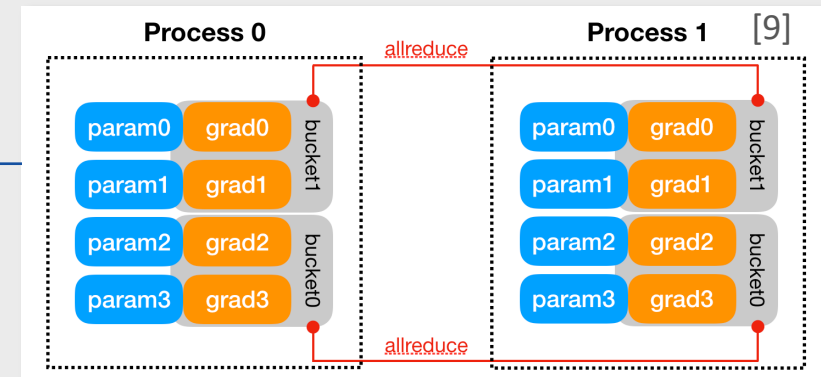 Process 0
allreduce
Process 1
[9]
param0 grad0
param1 grad1
bucket1
param2 grad2
param3 grad3
bucket0
param0 grad0
param1 grad1
bucket1
param2 grad2
param3 grad3
bucket0
allreduce